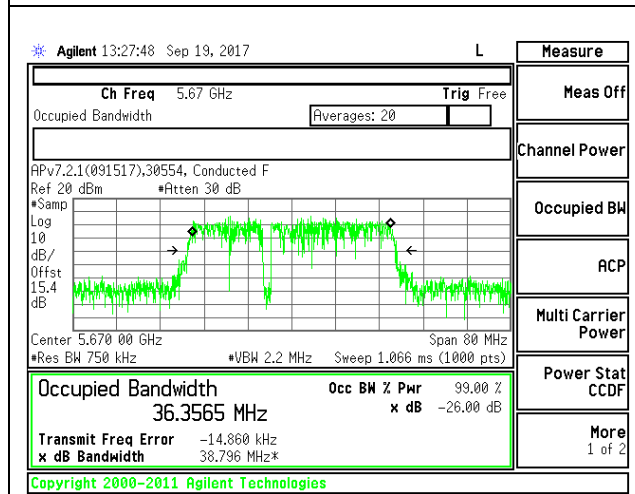 Agilent 13:27:48 Sep 19, 2017 L
Measure
Ch Freq 5.67 GHz Trig Free
Meas Off
Occupied Bandwidth Averages: 20
Channel Power
APv7.2.1(091517),30554, Conducted F
Ref 20 dBm #Atten 30 dB
#Samp
Occupied BW
Log
10
dB/
ACP
Offst
15.4
dB
Multi Carrier
Power
Center 5.670 00 GHz Span 80 MHz
#Res BW 750 kHz #VBW 2.2 MHz Sweep 1.066 ms (1000 pts)
Power Stat
CCDF
Occupied Bandwidth Occ BW % Pwr 99.00 %
36.3565 MHz x dB -26.00 dB
More
1 of 2
Transmit Freq Error -14.860 kHz
x dB Bandwidth 38.796 MHz*
Copyright 2000-2011 Agilent Technologies